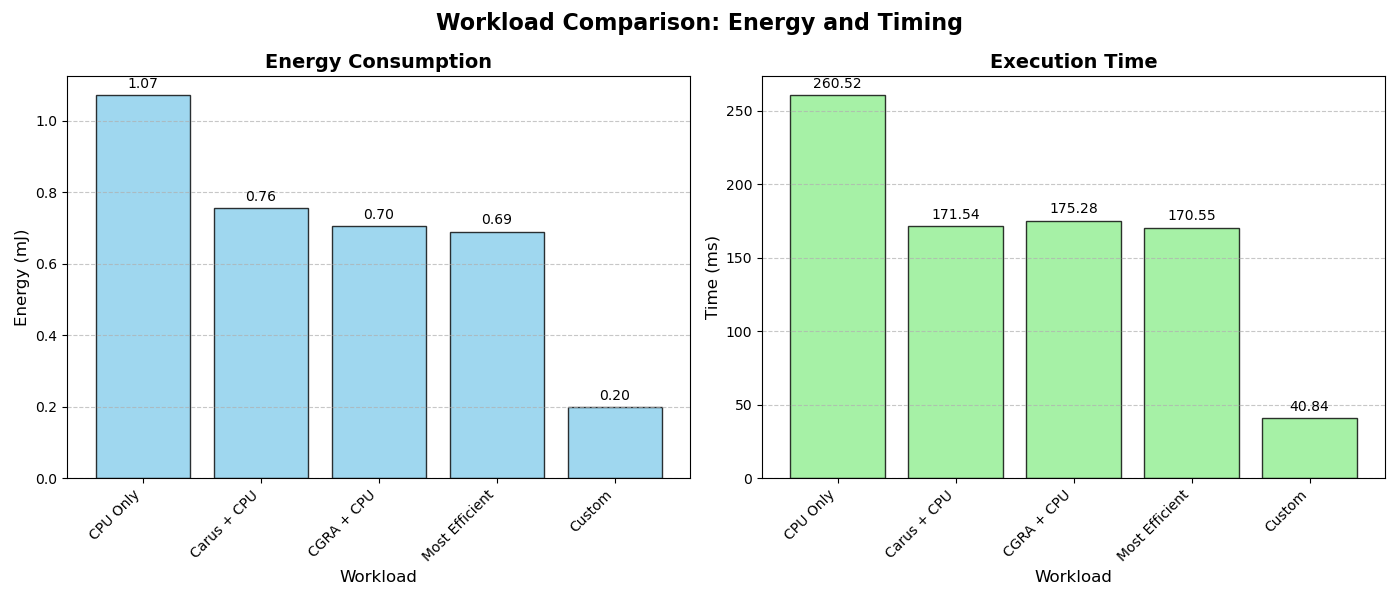 Workload Comparison: Energy and Timing
Energy Consumption
Energy (mJ)
1.0
0.8
0.6
0.4
0.2
0.0
1.07
0.76
0.70
0.69
0.20
CPU Only
Carus + CPU
CGRA + CPU
Most Efficient
Custom
Workload
Execution Time
Time (ms)
250
200
150
100
50
0
260.52
171.54
175.28
170.55
40.84
CPU Only
Carus + CPU
CGRA + CPU
Most Efficient
Custom
Workload